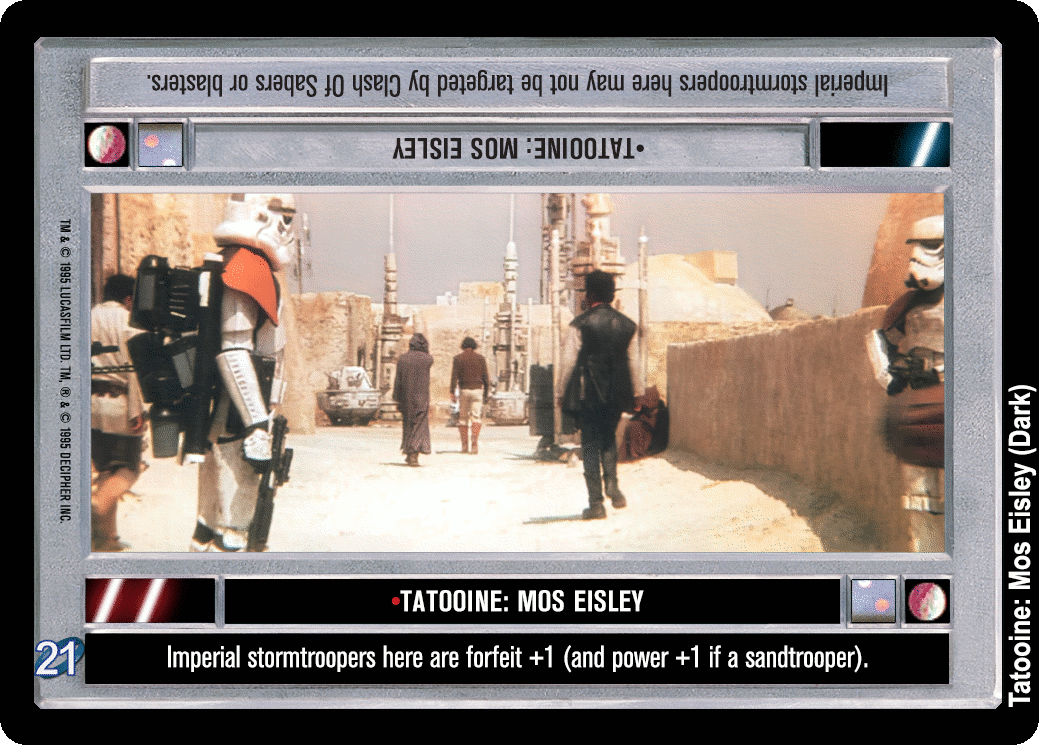 Imperial stormtroopers here may not be targeted by Clash Of Sabers or blasters.
•TATOOINE: MOS EISLEY
TM & © 1995 LUCASFILM LTD. TM, ® & © 1995 DECIPHER INC.
•TATOOINE: MOS EISLEY
21
Imperial stormtroopers here are forfeit +1 (and power +1 if a sandtrooper).
Tatooine: Mos Eisley (Dark)